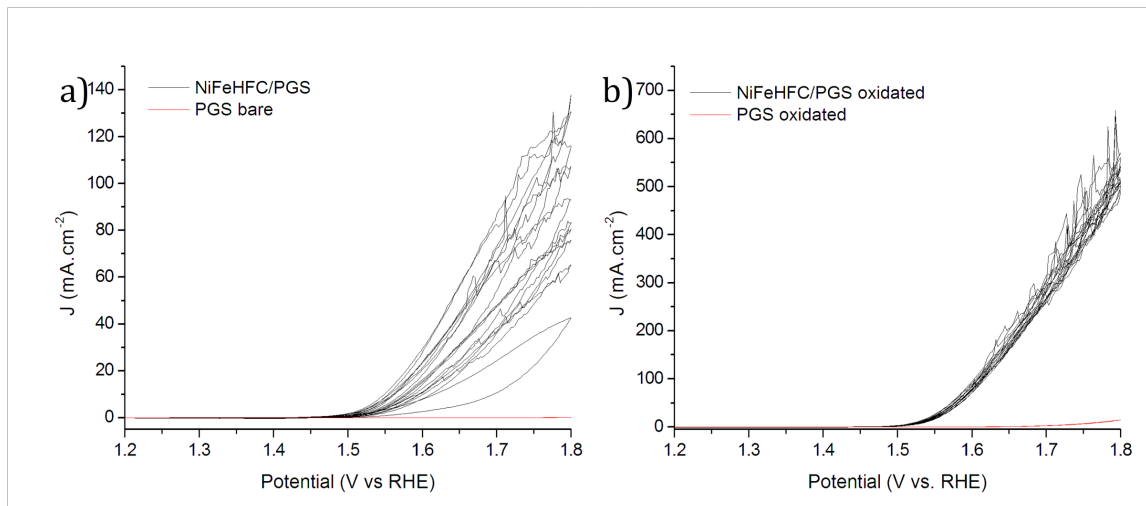 a)
NiFeHFC/PGS
PGS bare
140
120
100
80
60
40
20
0
J (mA.cm⁻²)
1.2 1.3 1.4 1.5 1.6 1.7 1.8
Potential (V vs RHE)
b)
NiFeHFC/PGS oxidated
PGS oxidated
700
600
500
400
300
200
100
0
J (mA.cm⁻²)
1.2 1.3 1.4 1.5 1.6 1.7 1.8
Potential (V vs. RHE)